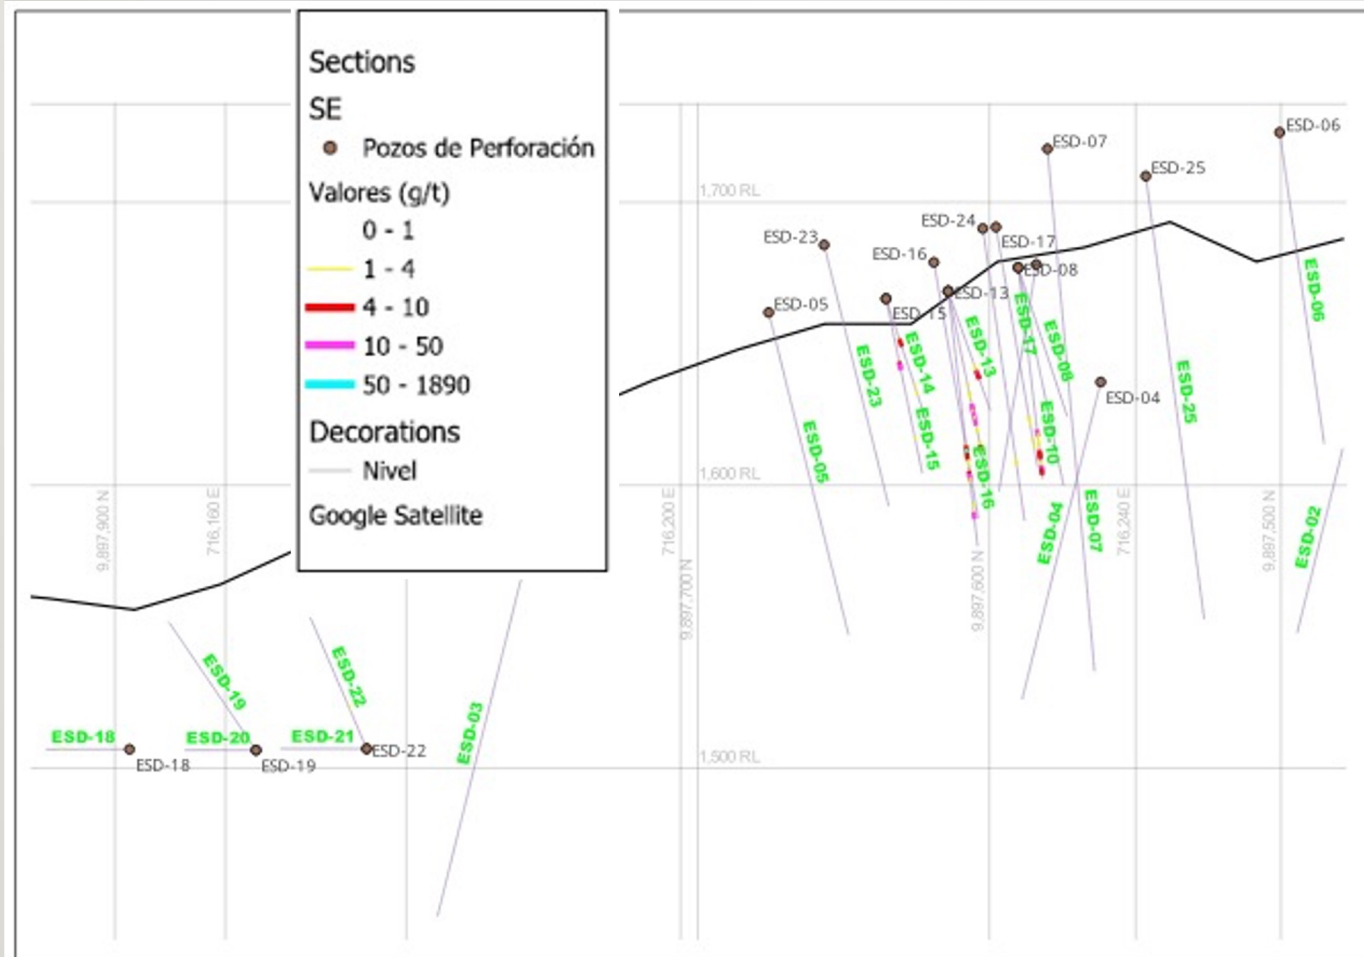 Sections
SE
Pozos de Perforación
Valores (g/t)
0 - 1
1 - 4
4 - 10
10 - 50
50 - 1890
Decorations
Nivel
Google Satellite
ESD-06
ESD-07
ESD-25
1,700 RL
ESD-24
ESD-23
ESD-17
ESD-16
ESD-08
ESD-06
ESD-13
ESD-05
ESD-15
ESD-17
ESD-13
ESD-08
ESD-14
ESD-23
ESD-25
ESD-04
ESD-15
ESD-10
ESD-05
1,600 RL
ESD-16
9,897,900 N
716,160 E
716,200 E
716,240 E
9,897,500 N
ESD-04
ESD-07
ESD-02
9,897,700 N
9,897,600 N
ESD-19
ESD-22
ESD-03
ESD-18
ESD-20
ESD-21
ESD-22
ESD-18
ESD-19
1,500 RL